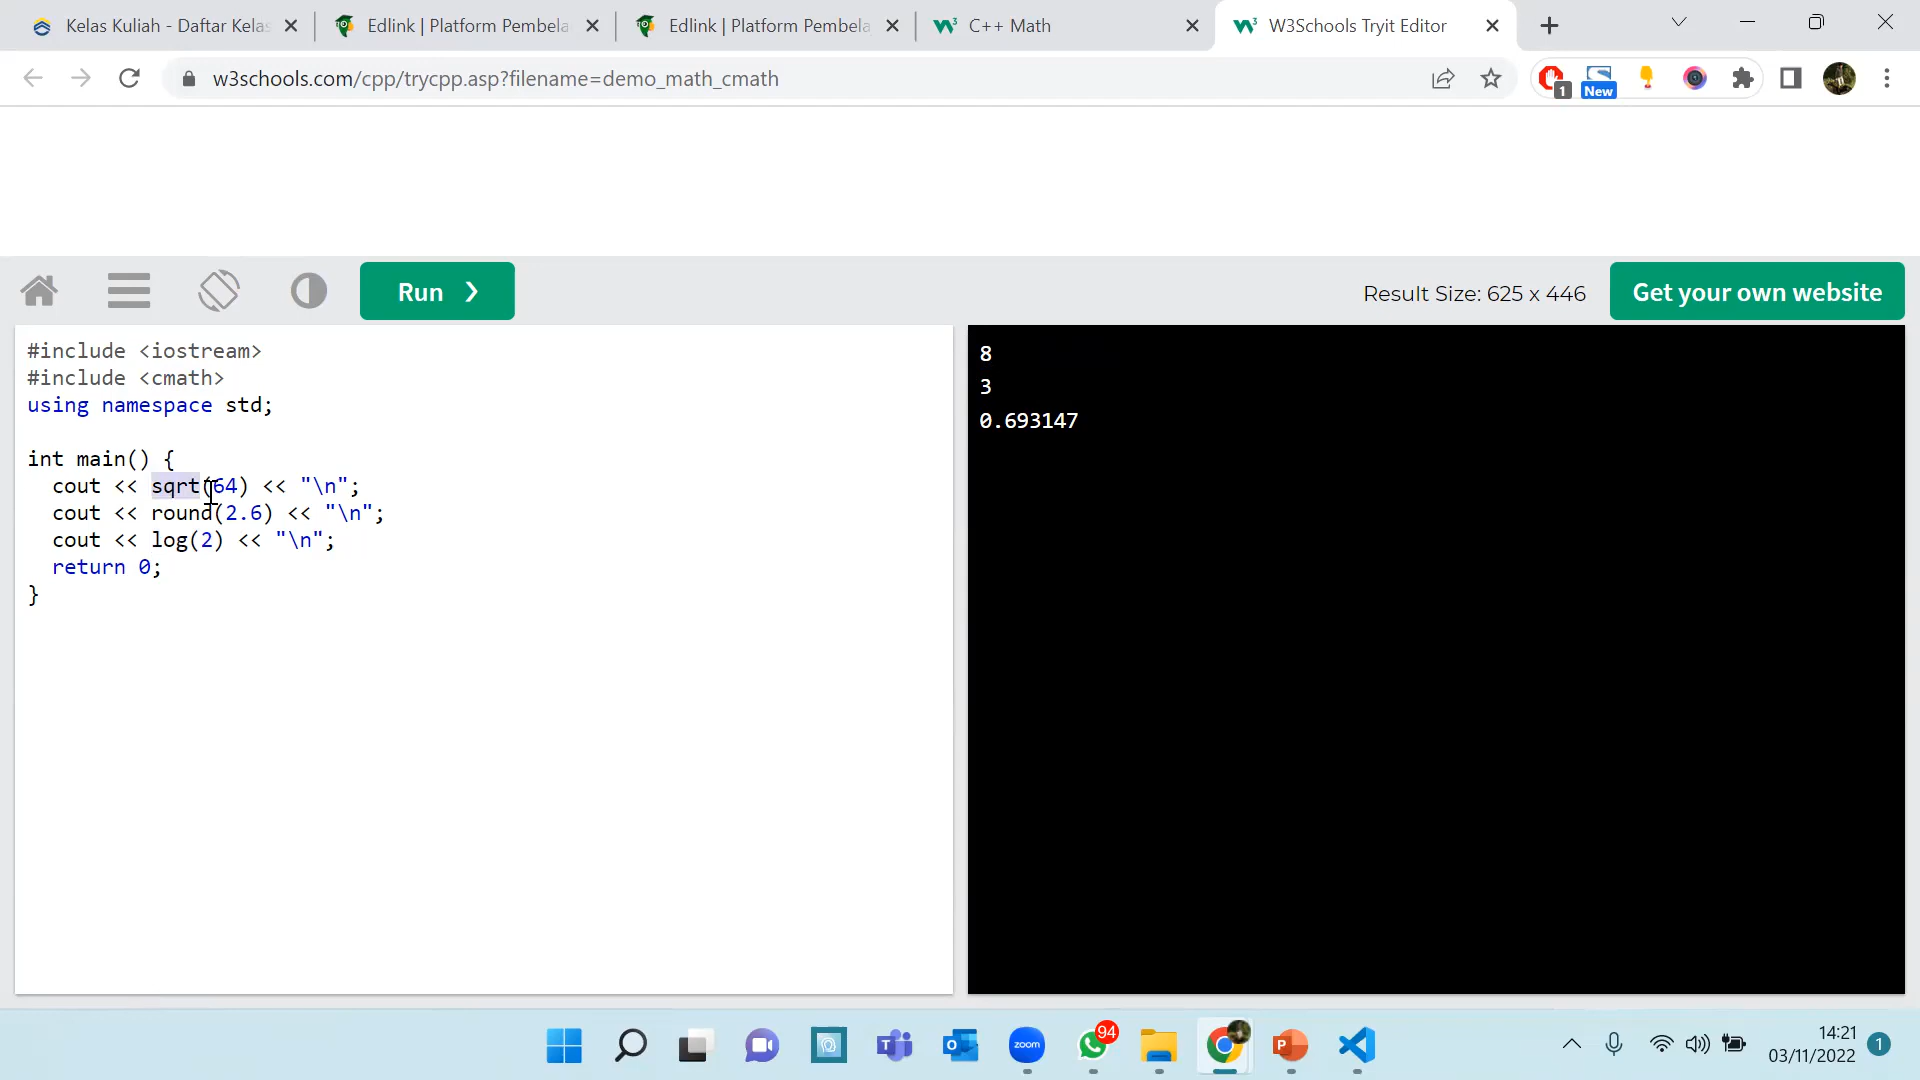 Kelas Kuliah - Daftar Kelas
Edlink | Platform Pembela
Edlink | Platform Pembela
C++ Math
W3Schools Tryit Editor
w3schools.com/cpp/trycpp.asp?filename=demo_math_cmath
1
New
Run ❯
Result Size: 625 x 446
Get your own website
#include <iostream>
#include <cmath>
using namespace std;
int main() {
cout << sqrt(64) << "\n";
cout << round(2.6) << "\n";
cout << log(2) << "\n";
return 0;
}
8
3
0.693147
zoom
94
14:21
03/11/2022
1